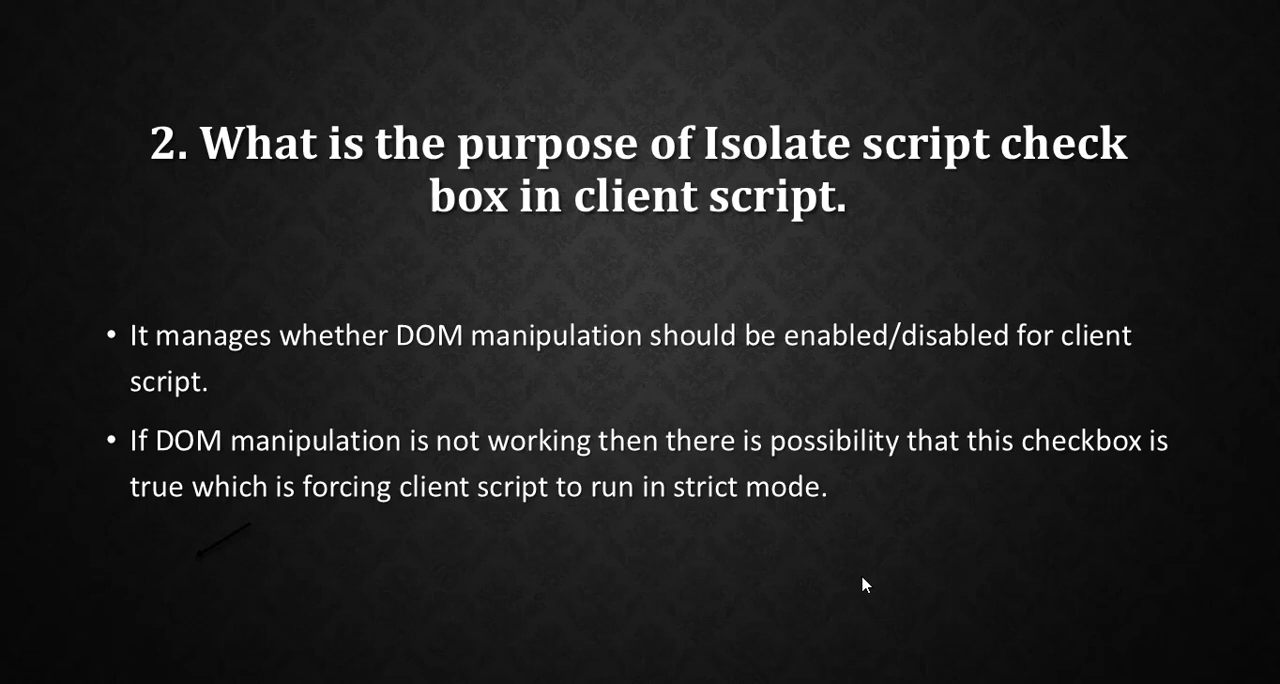 2. What is the purpose of Isolate script check
box in client script.
• It manages whether DOM manipulation should be enabled/disabled for client
script.
• If DOM manipulation is not working then there is possibility that this checkbox is
true which is forcing client script to run in strict mode.